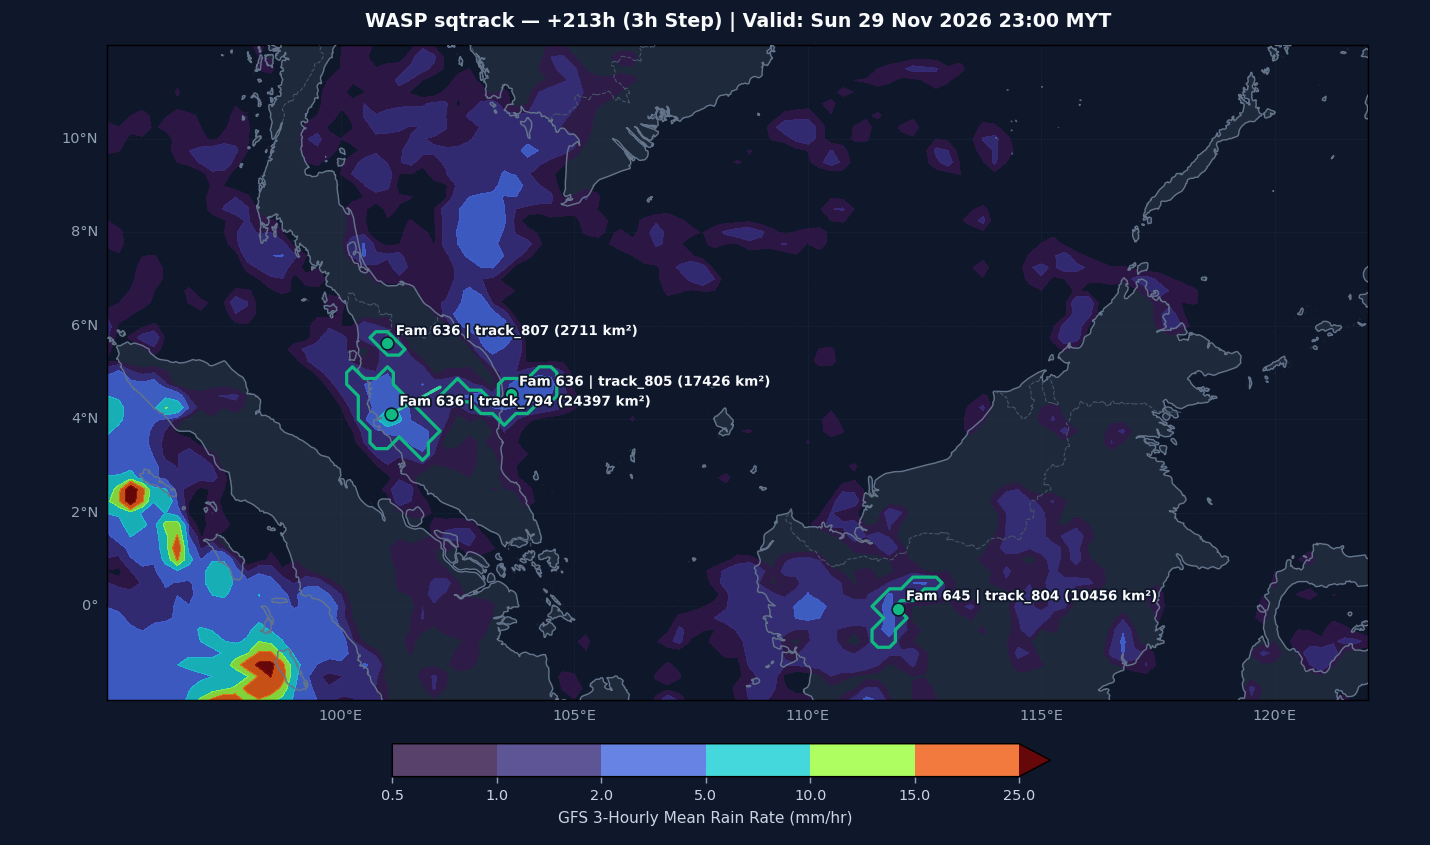 WASP sqtrack — +213h (3h Step) | Valid: Sun 29 Nov 2026 23:00 MYT
10°N
8°N
6°N
4°N
2°N
0°
Fam 636 | track_807 (2711 km²)
Fam 636 | track_805 (17426 km²)
Fam 636 | track_794 (24397 km²)
Fam 645 | track_804 (10456 km²)
100°E 105°E 110°E 115°E 120°E
0.5 1.0 2.0 5.0 10.0 15.0 25.0
GFS 3-Hourly Mean Rain Rate (mm/hr)